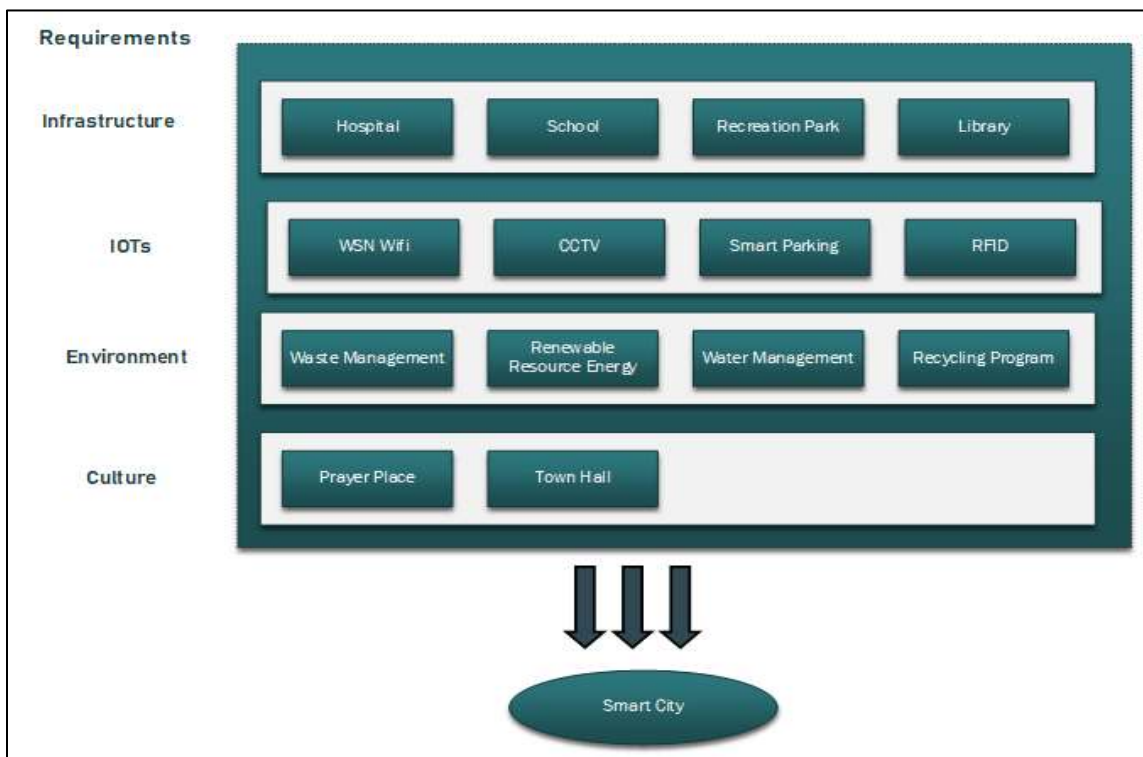 Requirements
Infrastructure
Hospital
School
Recreation Park
Library
IOTs
WSN Wifi
CCTV
Smart Parking
RFID
Environment
Waste Management
Renewable
Resource Energy
Water Management
Recycling Program
Culture
Prayer Place
Town Hall
Smart City